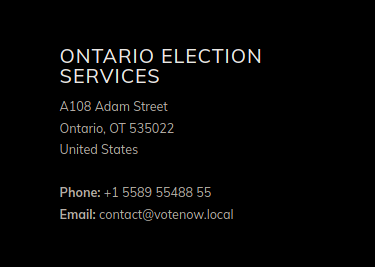 ONTARIO ELECTION
SERVICES
A108 Adam Street
Ontario, OT 535022
United States
Phone: +1 5589 55488 55
Email: contact@votenow.local